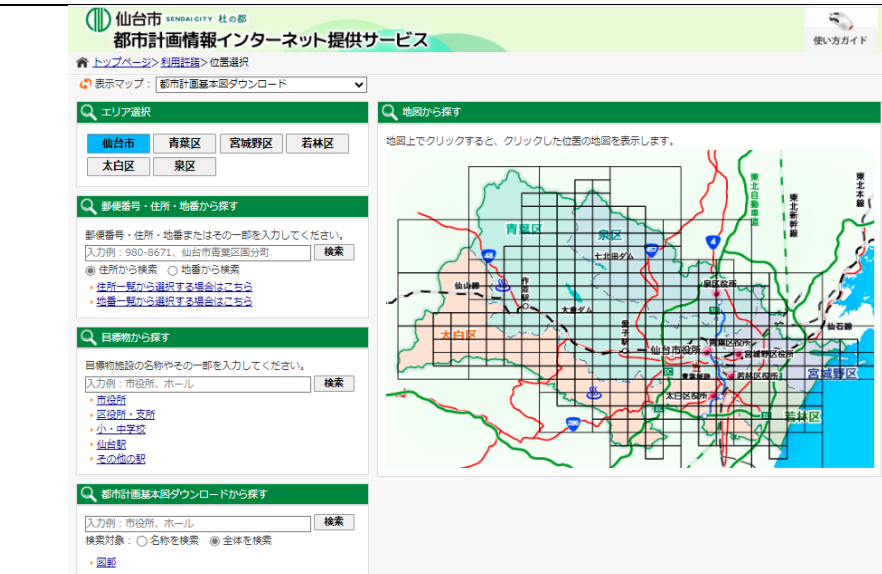 仙台市 SENDAI CITY 杜の都
都市計画情報インターネット提供サービス
使い方ガイド
トップページ>利用許諾>位置選択
表示マップ： 都市計画基本図ダウンロード
エリア選択
仙台市 青葉区 宮城野区 若林区
太白区 泉区
郵便番号・住所・地番から探す
郵便番号・住所・地番またはその一部を入力してください。
入力例：980-8671、仙台市青葉区国分町 検索
住所から検索 地番から検索
住所一覧から選択する場合はこちら
地番一覧から選択する場合はこちら
目標物から探す
目標物施設の名称やその一部を入力してください。
入力例：市役所、ホール 検索
市役所
区役所・支所
小・中学校
仙台駅
その他の駅
都市計画基本図ダウンロードから探す
入力例：市役所、ホール 検索
検索対象： 名称を検索 全体を検索
図郭
地図から探す
地図上でクリックすると、クリックした位置の地図を表示します。
東北自動車道
東北新幹線
東北本線
青葉区
泉区
七北田ダム
48
457
4
仙山線
作並駅
大倉ダム
愛子駅
泉区役所
仙石線
太白区
仙台市役所
青葉区役所
宮城野区役所
若林区役所
宮城野区
太白区役所
若林区
286